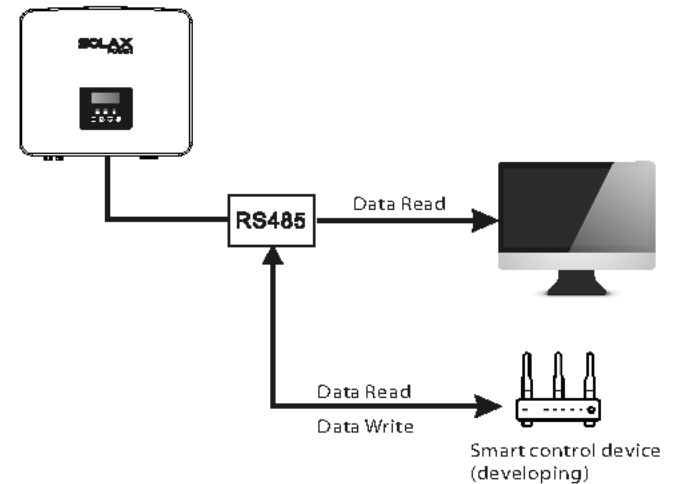 SOLAX
POWER
RS485
Data Read
Data Read
Data Write
Smart control device
(developing)